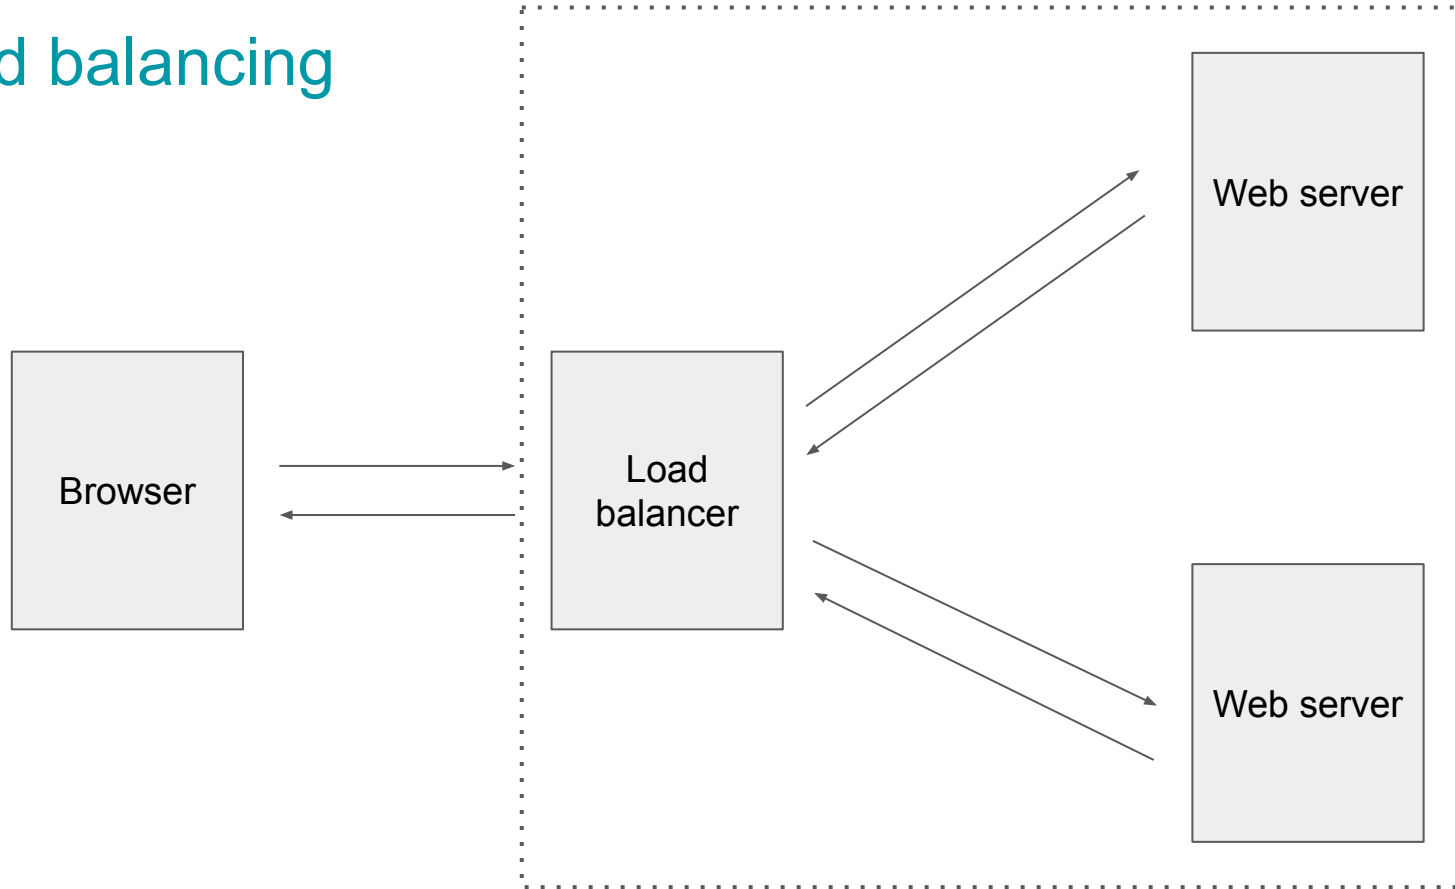 d balancing
Web server
Browser
Load
balancer
Web server